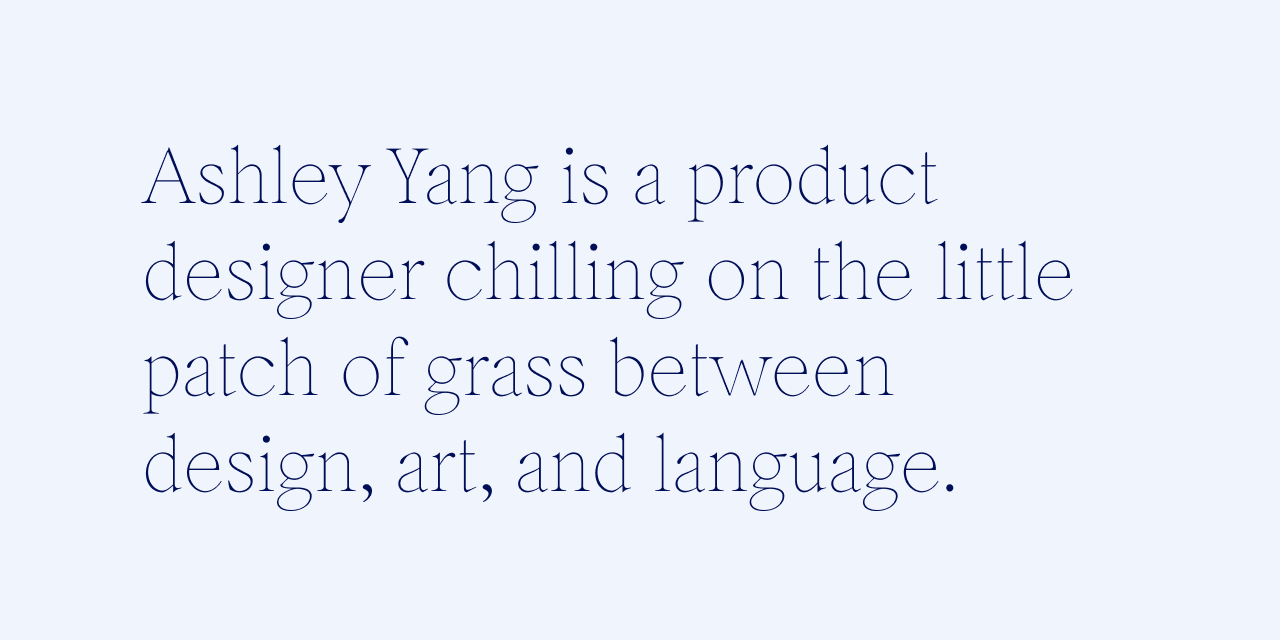 Ashley Yang is a product
designer chilling on the little
patch of grass between
design, art, and language.